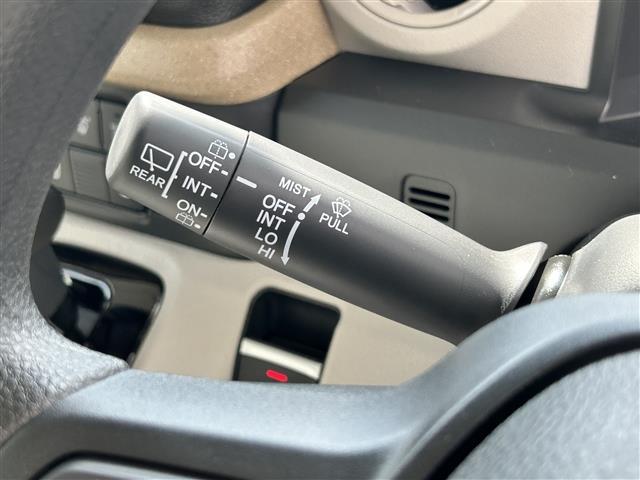 REAR
OFF
INT
ON
MIST
OFF
INT
LO
HI
PULL